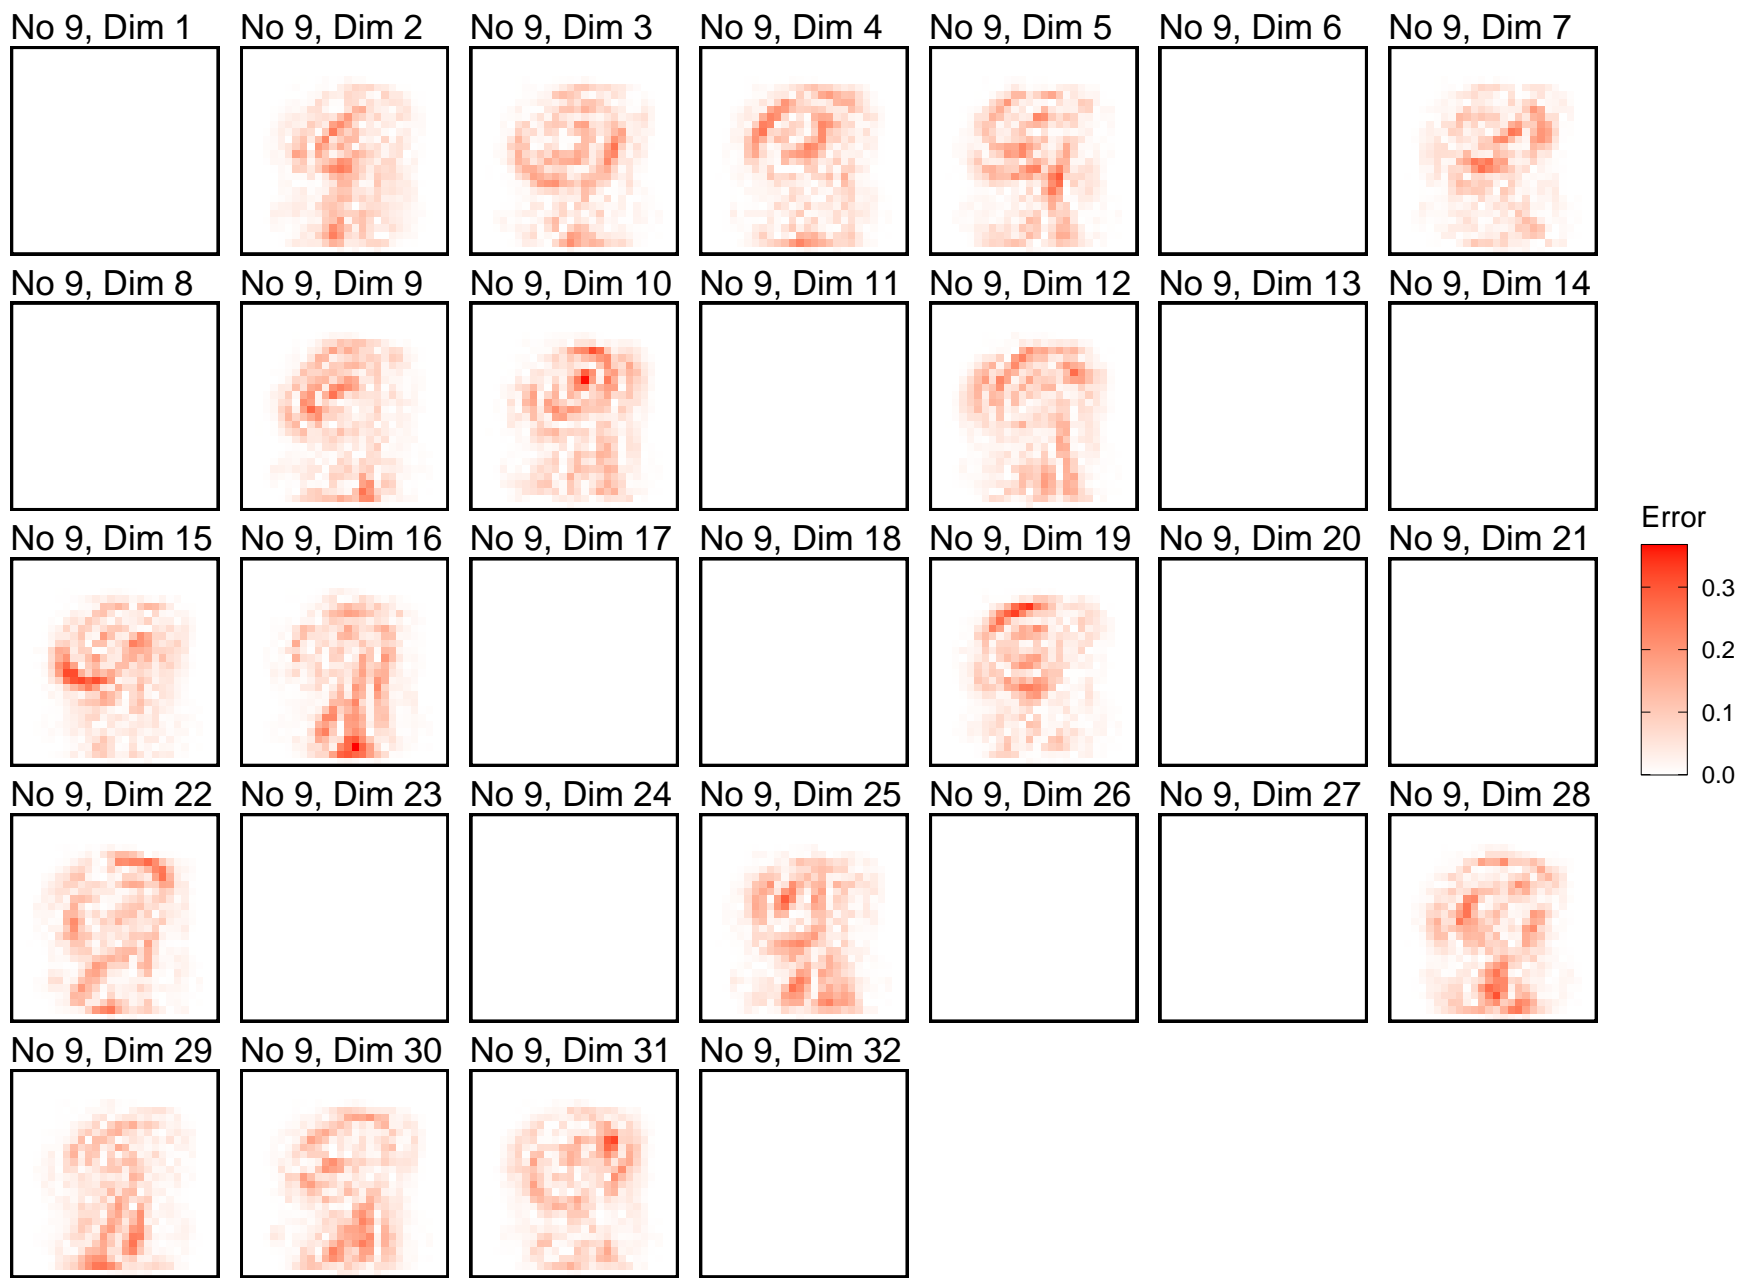 No 9, Dim 1
No 9, Dim 2
No 9, Dim 3
No 9, Dim 4
No 9, Dim 5
No 9, Dim 6
No 9, Dim 7
No 9, Dim 8
No 9, Dim 9
No 9, Dim 10
No 9, Dim 11
No 9, Dim 12
No 9, Dim 13
No 9, Dim 14
No 9, Dim 15
No 9, Dim 16
No 9, Dim 17
No 9, Dim 18
No 9, Dim 19
No 9, Dim 20
No 9, Dim 21
No 9, Dim 22
No 9, Dim 23
No 9, Dim 24
No 9, Dim 25
No 9, Dim 26
No 9, Dim 27
No 9, Dim 28
No 9, Dim 29
No 9, Dim 30
No 9, Dim 31
No 9, Dim 32
Error
0.3
0.2
0.1
0.0